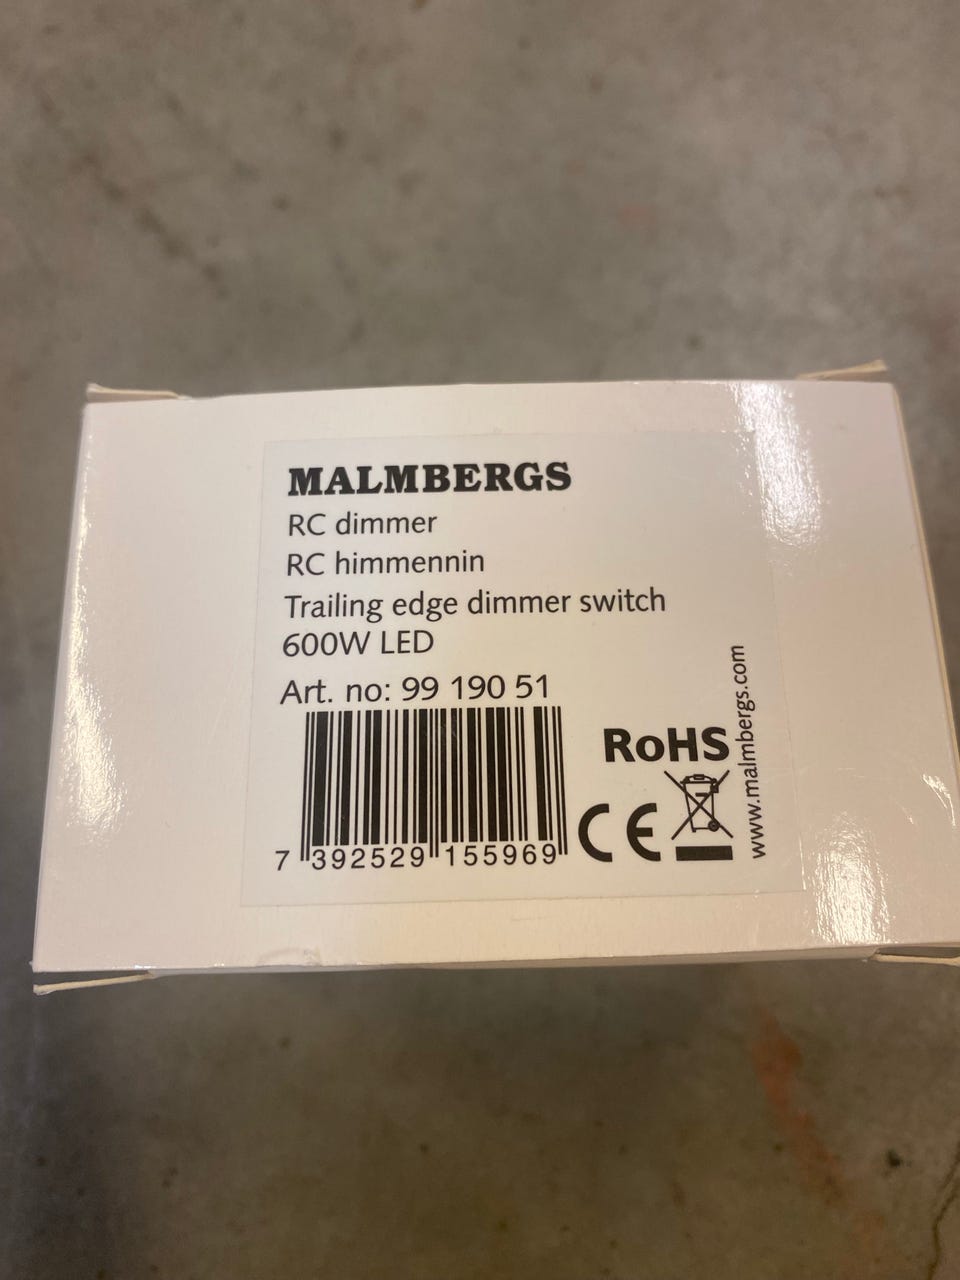 MALMBERGS
RC dimmer
RC himmennin
Trailing edge dimmer switch
600W LED
Art. no: 99 190 51
7 392529 155969
RoHS
CE
www.malmbergs.com